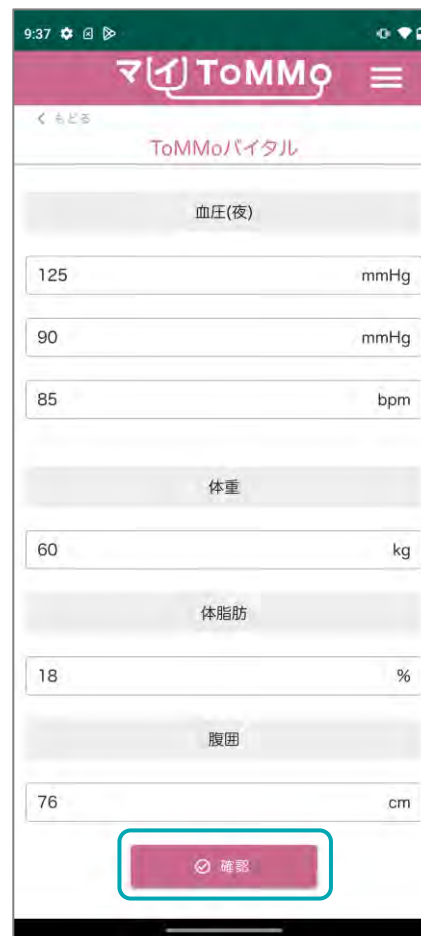 9:37
マイToMMo
< もどる
ToMMoバイタル
血圧(夜)
125 mmHg
90 mmHg
85 bpm
体重
60 kg
体脂肪
18 %
腹囲
76 cm
確認